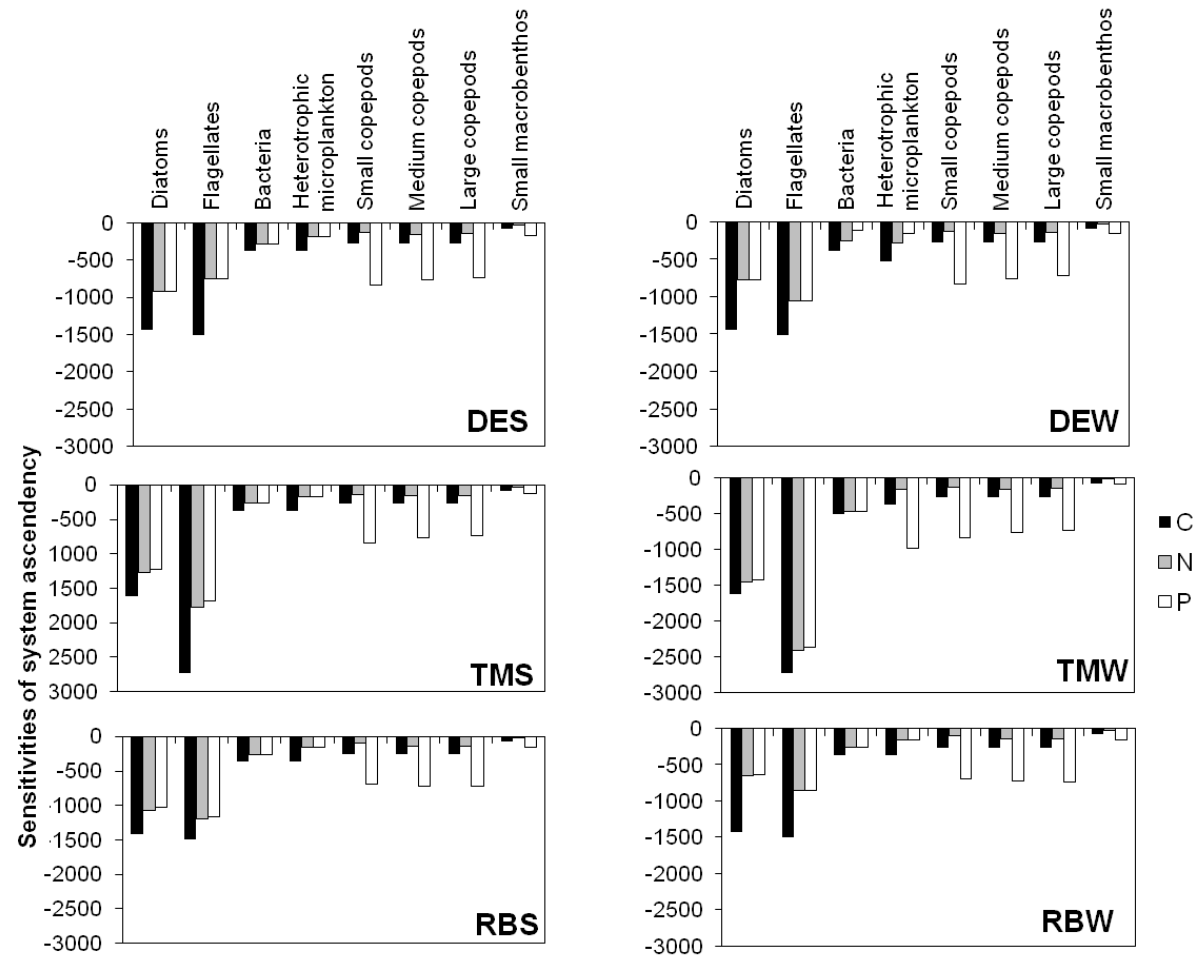 Diatoms
Flagellates
Bacteria
Heterotrophic
microplankton
Small copepods
Medium copepods
Large copepods
Small macrobenthos
Diatoms
Flagellates
Bacteria
Heterotrophic
microplankton
Small copepods
Medium copepods
Large copepods
Small macrobenthos
Sensitivities of system ascendency
0
-500
-1000
-1500
-2000
-2500
-3000
DES
0
-500
-1000
-1500
-2000
-2500
-3000
DEW
0
-500
1000
1500
2000
2500
3000
TMS
0
-500
-1000
-1500
-2000
-2500
-3000
TMW
C
N
P
0
-500
-1000
-1500
-2000
-2500
-3000
RBS
0
-500
-1000
-1500
-2000
-2500
-3000
RBW